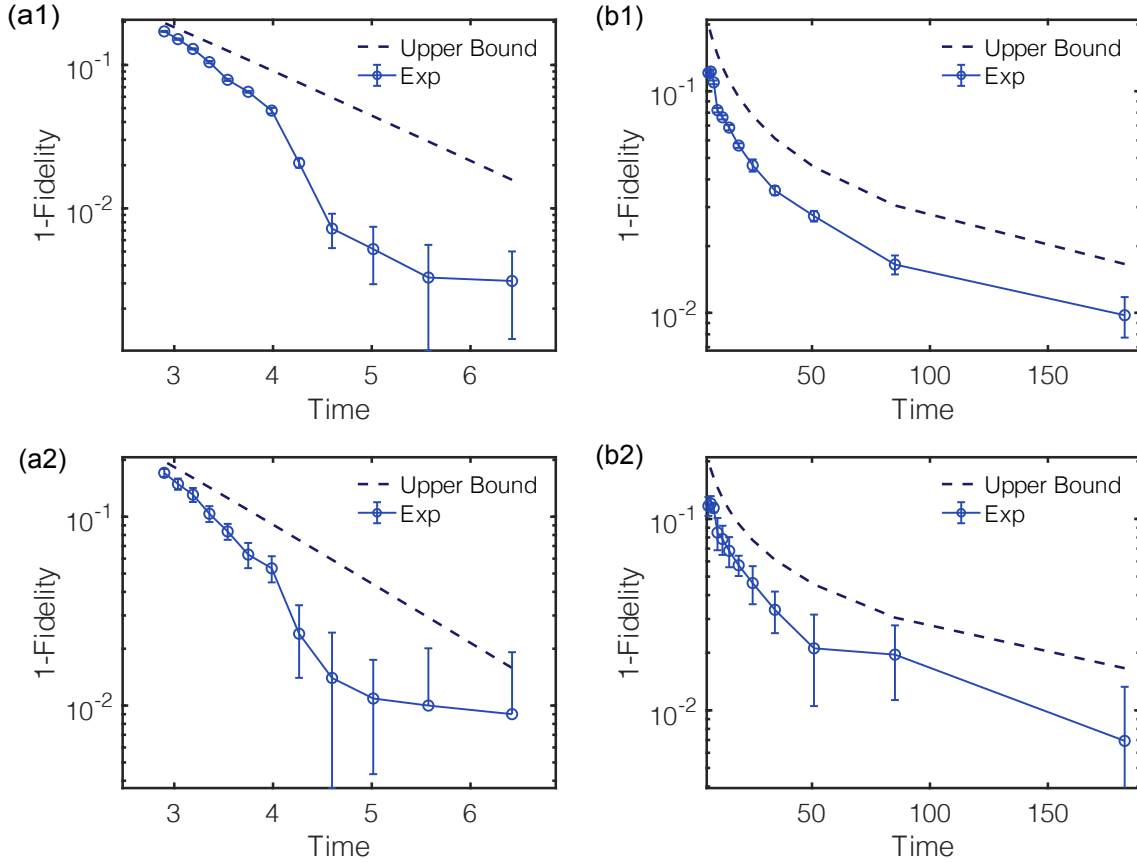 (a1)
1-Fidelity
10^-1
10^-2
Upper Bound
Exp
3 4 5 6
Time
(b1)
1-Fidelity
10^-1
10^-2
Upper Bound
Exp
50 100 150
Time
(a2)
1-Fidelity
10^-1
10^-2
Upper Bound
Exp
3 4 5 6
Time
(b2)
1-Fidelity
10^-1
10^-2
Upper Bound
Exp
50 100 150
Time